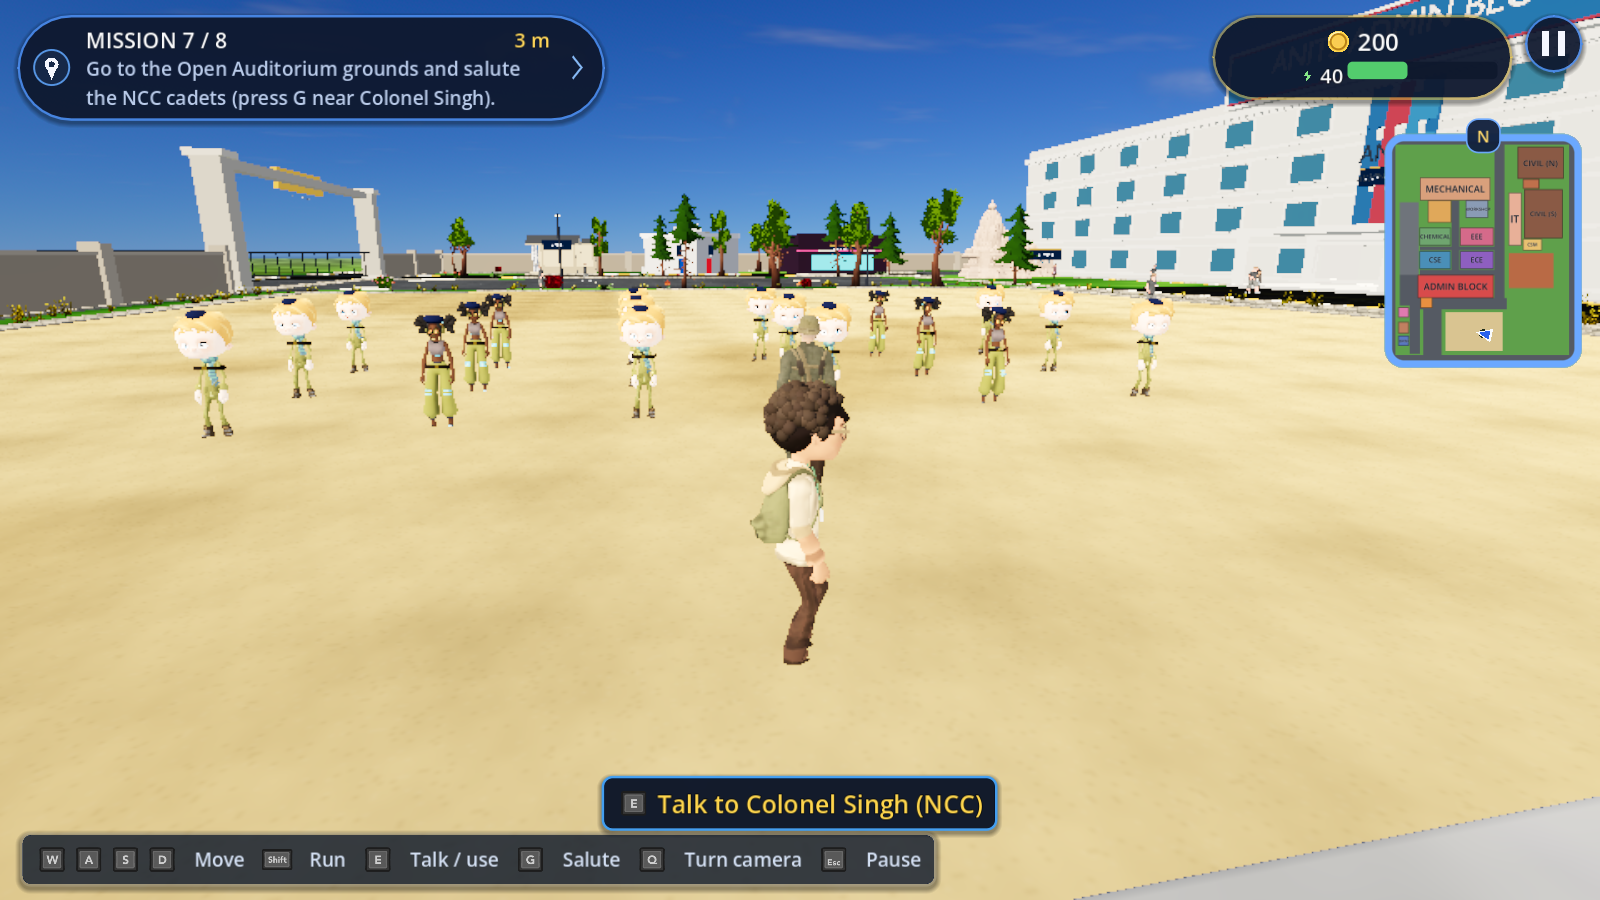 MISSION 7 / 8
3 m
Go to the Open Auditorium grounds and salute
the NCC cadets (press G near Colonel Singh).
200
40
N
CIVIL (N)
MECHANICAL
IT
CIVIL (S)
CHEMICAL
EEE
CSE
ECE
ADMIN BLOCK
E Talk to Colonel Singh (NCC)
W A S D Move Shift Run E Talk / use G Salute Q Turn camera Esc Pause